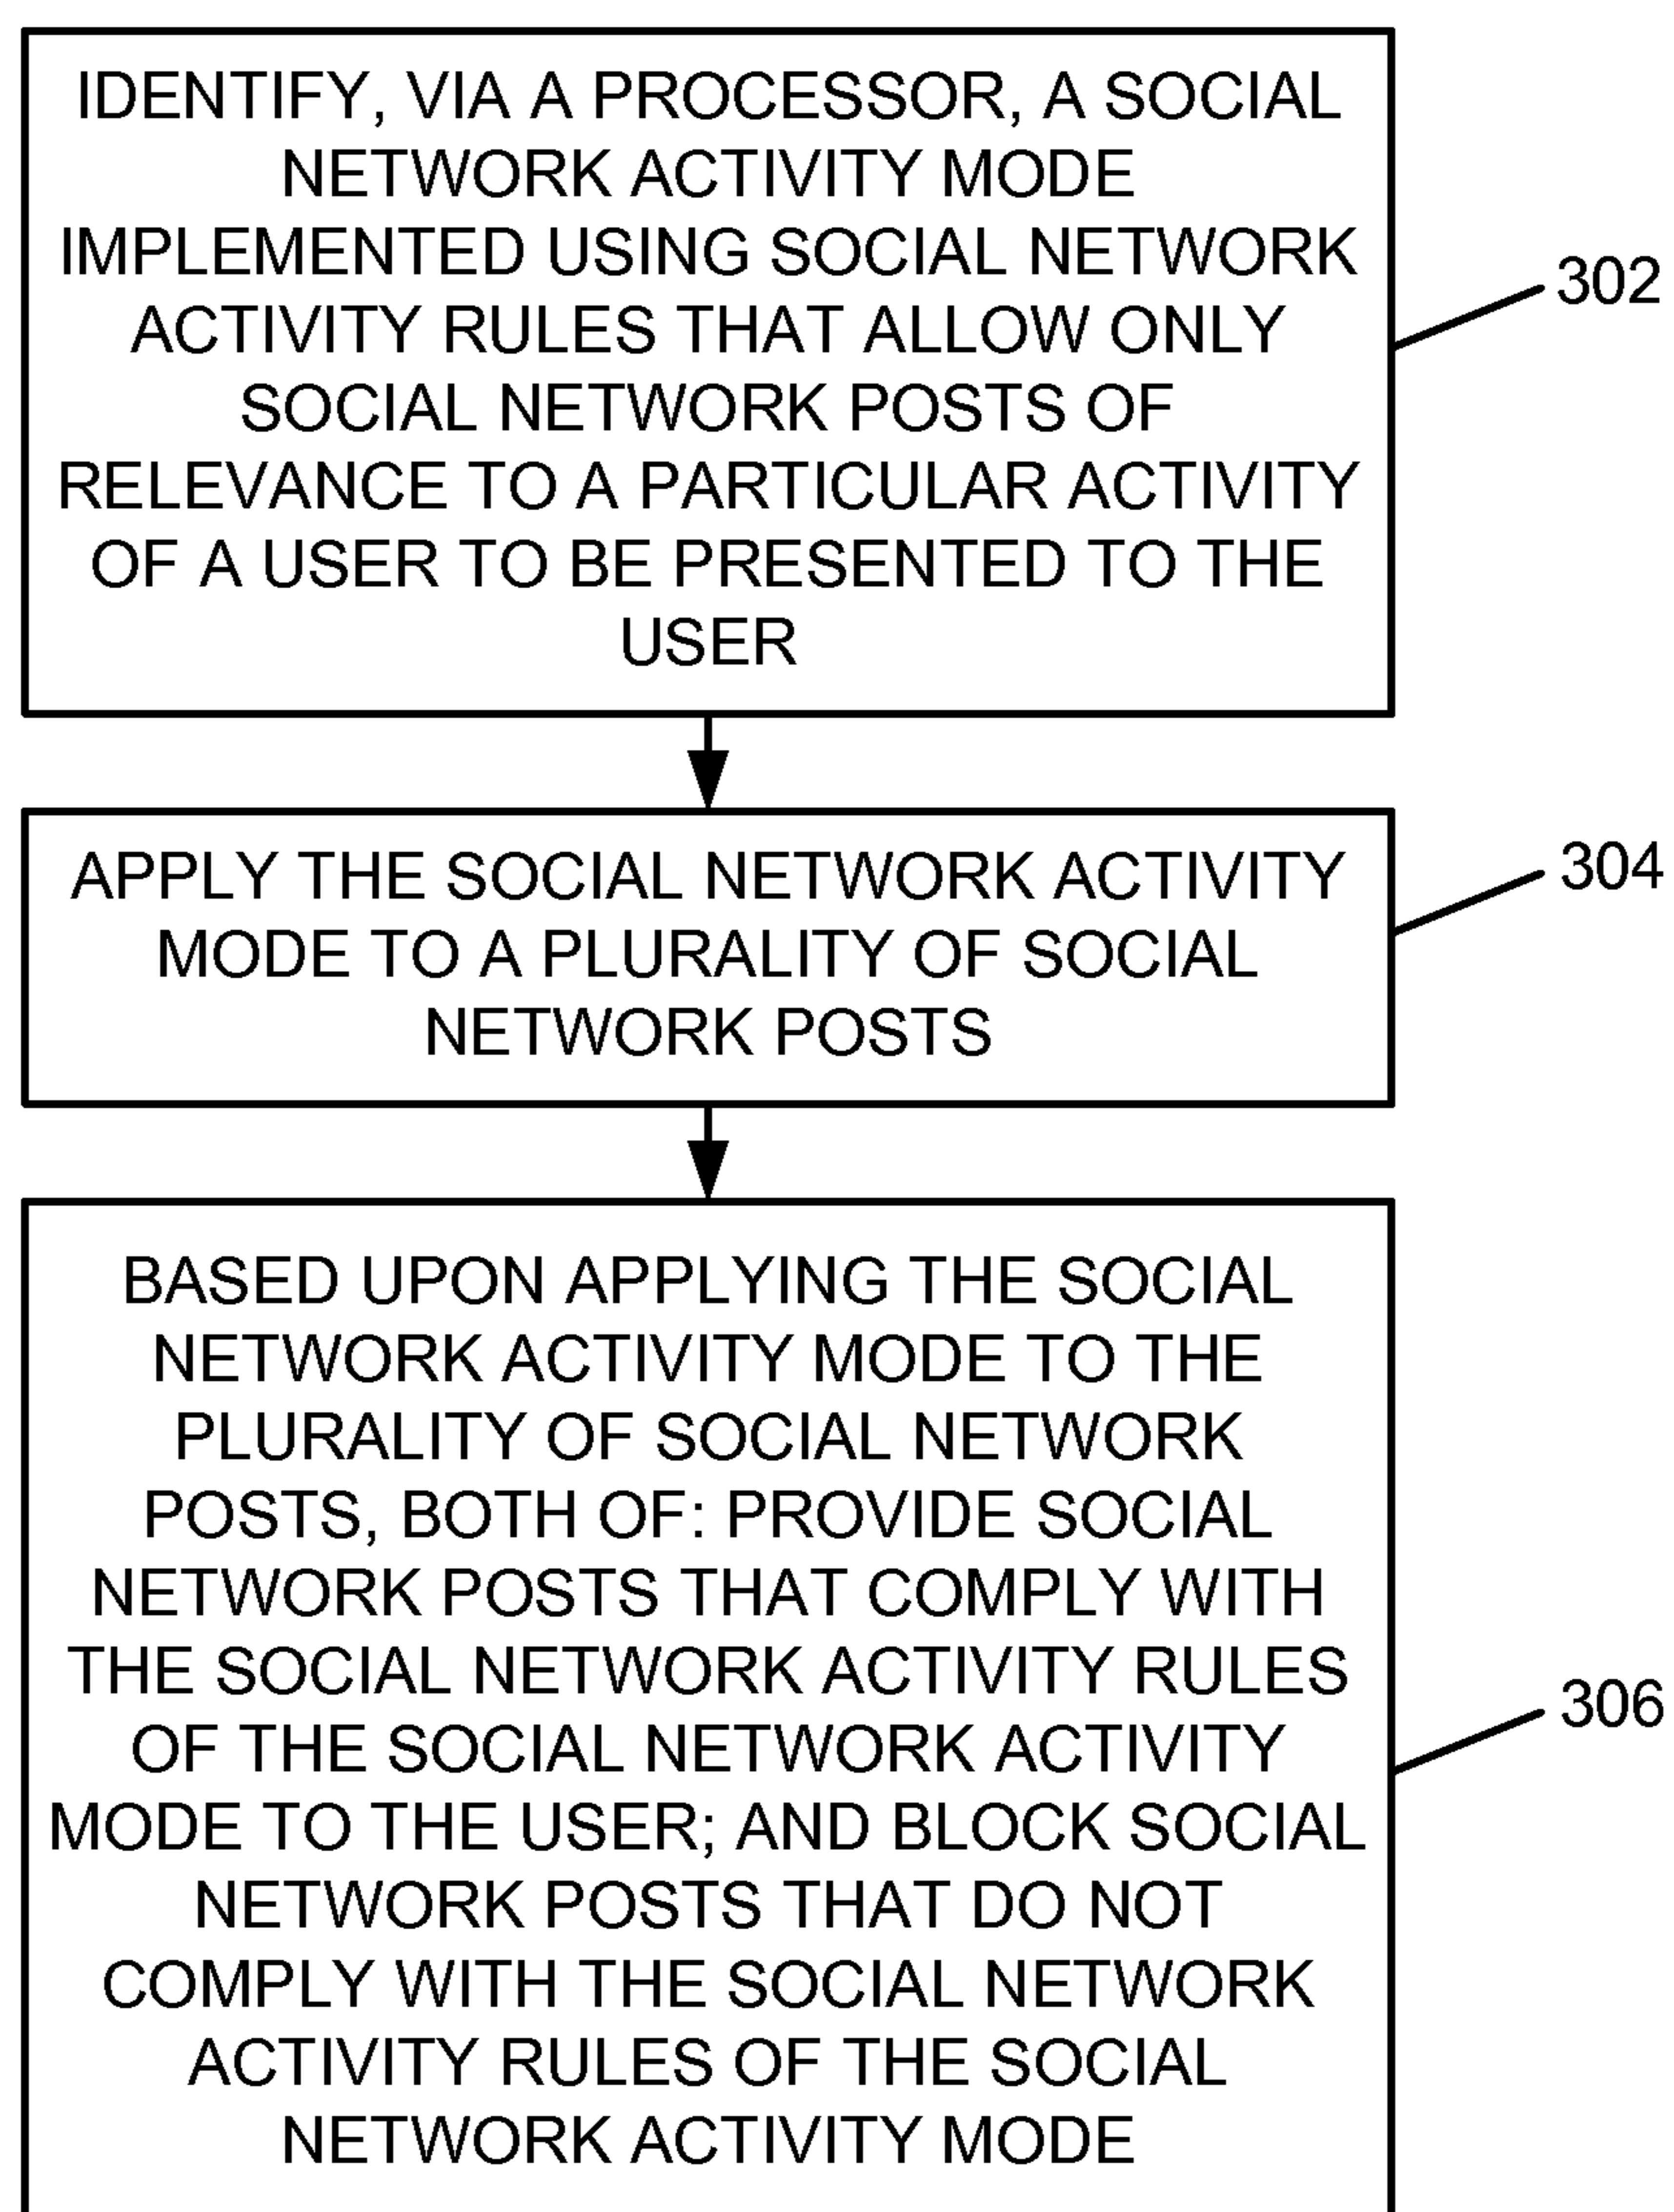 IDENTIFY, VIA A PROCESSOR, A SOCIAL
NETWORK ACTIVITY MODE
IMPLEMENTED USING SOCIAL NETWORK
ACTIVITY RULES THAT ALLOW ONLY
SOCIAL NETWORK POSTS OF
RELEVANCE TO A PARTICULAR ACTIVITY
OF A USER TO BE PRESENTED TO THE
USER
302
APPLY THE SOCIAL NETWORK ACTIVITY
MODE TO A PLURALITY OF SOCIAL
NETWORK POSTS
304
BASED UPON APPLYING THE SOCIAL
NETWORK ACTIVITY MODE TO THE
PLURALITY OF SOCIAL NETWORK
POSTS, BOTH OF: PROVIDE SOCIAL
NETWORK POSTS THAT COMPLY WITH
THE SOCIAL NETWORK ACTIVITY RULES
OF THE SOCIAL NETWORK ACTIVITY
MODE TO THE USER; AND BLOCK SOCIAL
NETWORK POSTS THAT DO NOT
COMPLY WITH THE SOCIAL NETWORK
ACTIVITY RULES OF THE SOCIAL
NETWORK ACTIVITY MODE
306